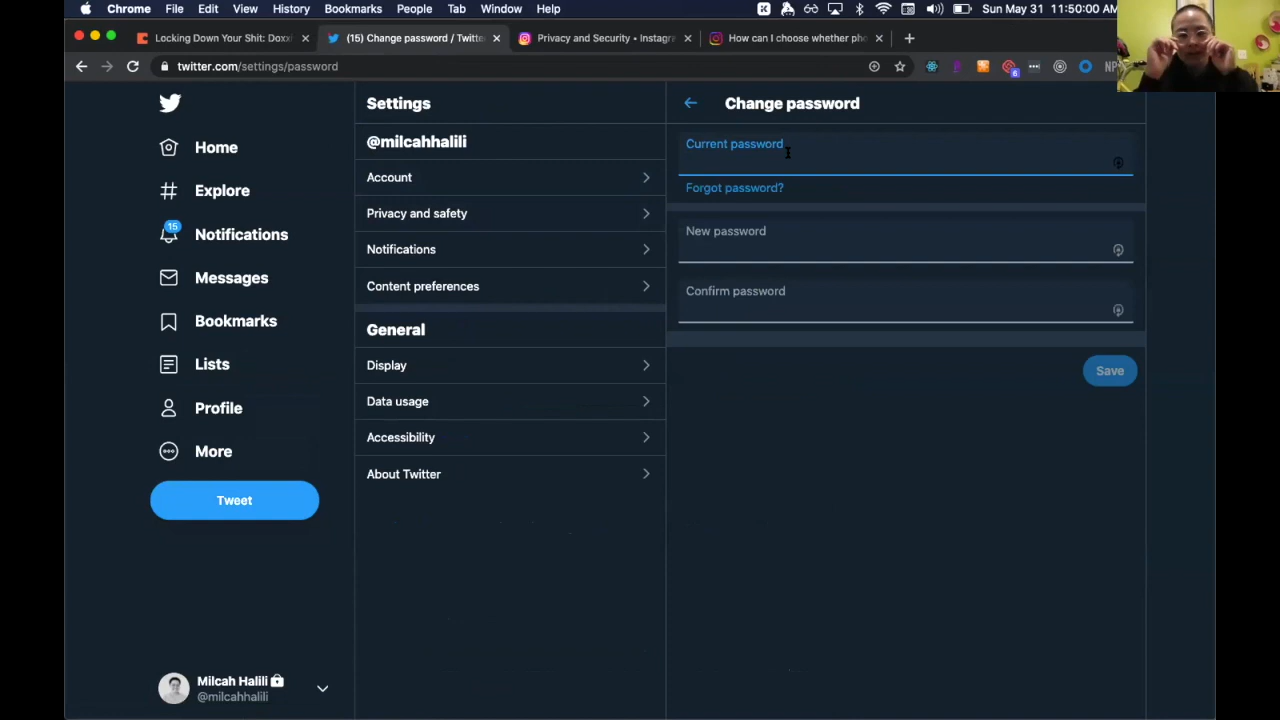 Chrome File Edit View History Bookmarks People Tab Window Help Sun May 31 11:50:00 AM
Locking Down Your Shit: Doxx (15) Change password / Twitte Privacy and Security • Instagr How can I choose whether ph
twitter.com/settings/password 6 NP
Settings
Change password
@milcahhalili
Current password
Home
Account
Explore
Forgot password?
Privacy and safety
15
Notifications
New password
Notifications
Messages
Content preferences
Confirm password
Bookmarks
General
Lists
Display
Save
Data usage
Profile
Accessibility
More
About Twitter
Tweet
Milcah Halili
@milcahhalili